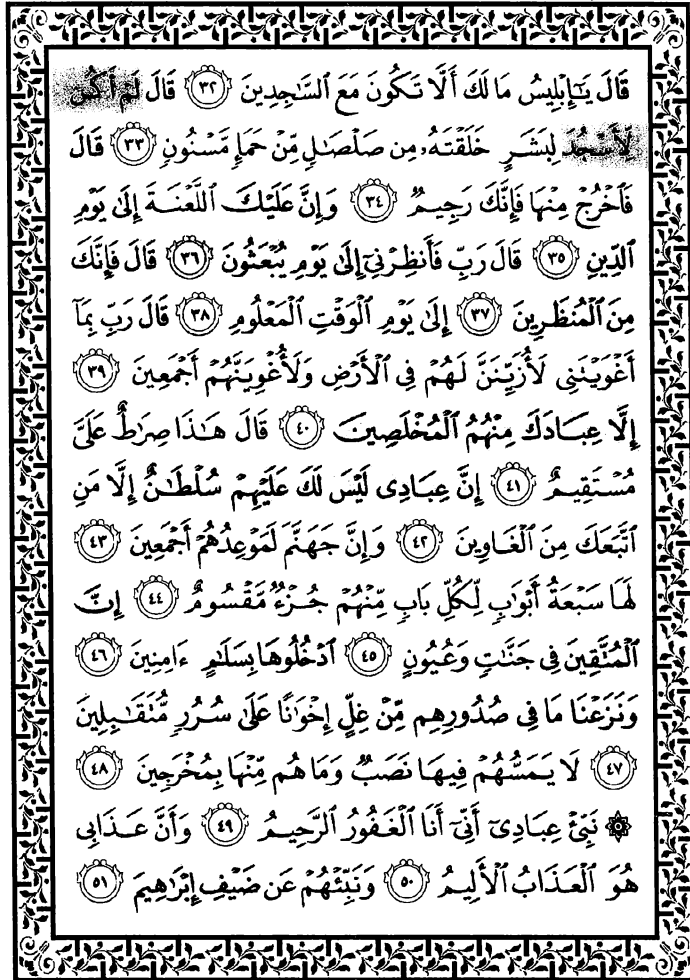 قَالَ يَٰٓإِبْلِيسُ مَا لَكَ أَلَّا تَكُونَ مَعَ ٱلسَّٰجِدِينَ ٣٢ قَالَ لَمْ أَكُن
لِّأَسْجُدَ لِبَشَرٍ خَلَقْتَهُۥ مِن صَلْصَٰلٍ مِّنْ حَمَإٍ مَّسْنُونٍ ٣٣ قَالَ
فَٱخْرُجْ مِنْهَا فَإِنَّكَ رَجِيمٌ ٣٤ وَإِنَّ عَلَيْكَ ٱللَّعْنَةَ إِلَىٰ يَوْمِ
ٱلدِّينِ ٣٥ قَالَ رَبِّ فَأَنظِرْنِىٓ إِلَىٰ يَوْمِ يُبْعَثُونَ ٣٦ قَالَ فَإِنَّكَ
مِنَ ٱلْمُنظَرِينَ ٣٧ إِلَىٰ يَوْمِ ٱلْوَقْتِ ٱلْمَعْلُومِ ٣٨ قَالَ رَبِّ بِمَآ
أَغْوَيْتَنِى لَأُزَيِّنَنَّ لَهُمْ فِى ٱلْأَرْضِ وَلَأُغْوِيَنَّهُمْ أَجْمَعِينَ ٣٩
إِلَّا عِبَادَكَ مِنْهُمُ ٱلْمُخْلَصِينَ ٤٠ قَالَ هَٰذَا صِرَٰطٌ عَلَىَّ
مُسْتَقِيمٌ ٤١ إِنَّ عِبَادِى لَيْسَ لَكَ عَلَيْهِمْ سُلْطَٰنٌ إِلَّا مَنِ
ٱتَّبَعَكَ مِنَ ٱلْغَاوِينَ ٤٢ وَإِنَّ جَهَنَّمَ لَمَوْعِدُهُمْ أَجْمَعِينَ ٤٣
لَهَا سَبْعَةُ أَبْوَٰبٍ لِّكُلِّ بَابٍ مِّنْهُمْ جُزْءٌ مَّقْسُومٌ ٤٤ إِنَّ
ٱلْمُتَّقِينَ فِى جَنَّٰتٍ وَعُيُونٍ ٤٥ ٱدْخُلُوهَا بِسَلَٰمٍ ءَامِنِينَ ٤٦
وَنَزَعْنَا مَا فِى صُدُورِهِم مِّنْ غِلٍّ إِخْوَٰنًا عَلَىٰ سُرُرٍ مُّتَقَٰبِلِينَ
٤٧ لَا يَمَسُّهُمْ فِيهَا نَصَبٌ وَمَا هُم مِّنْهَا بِمُخْرَجِينَ ٤٨
۞ نَبِّئْ عِبَادِىٓ أَنِّىٓ أَنَا ٱلْغَفُورُ ٱلرَّحِيمُ ٤٩ وَأَنَّ عَذَابِى
هُوَ ٱلْعَذَابُ ٱلْأَلِيمُ ٥٠ وَنَبِّئْهُمْ عَن ضَيْفِ إِبْرَٰهِيمَ ٥١